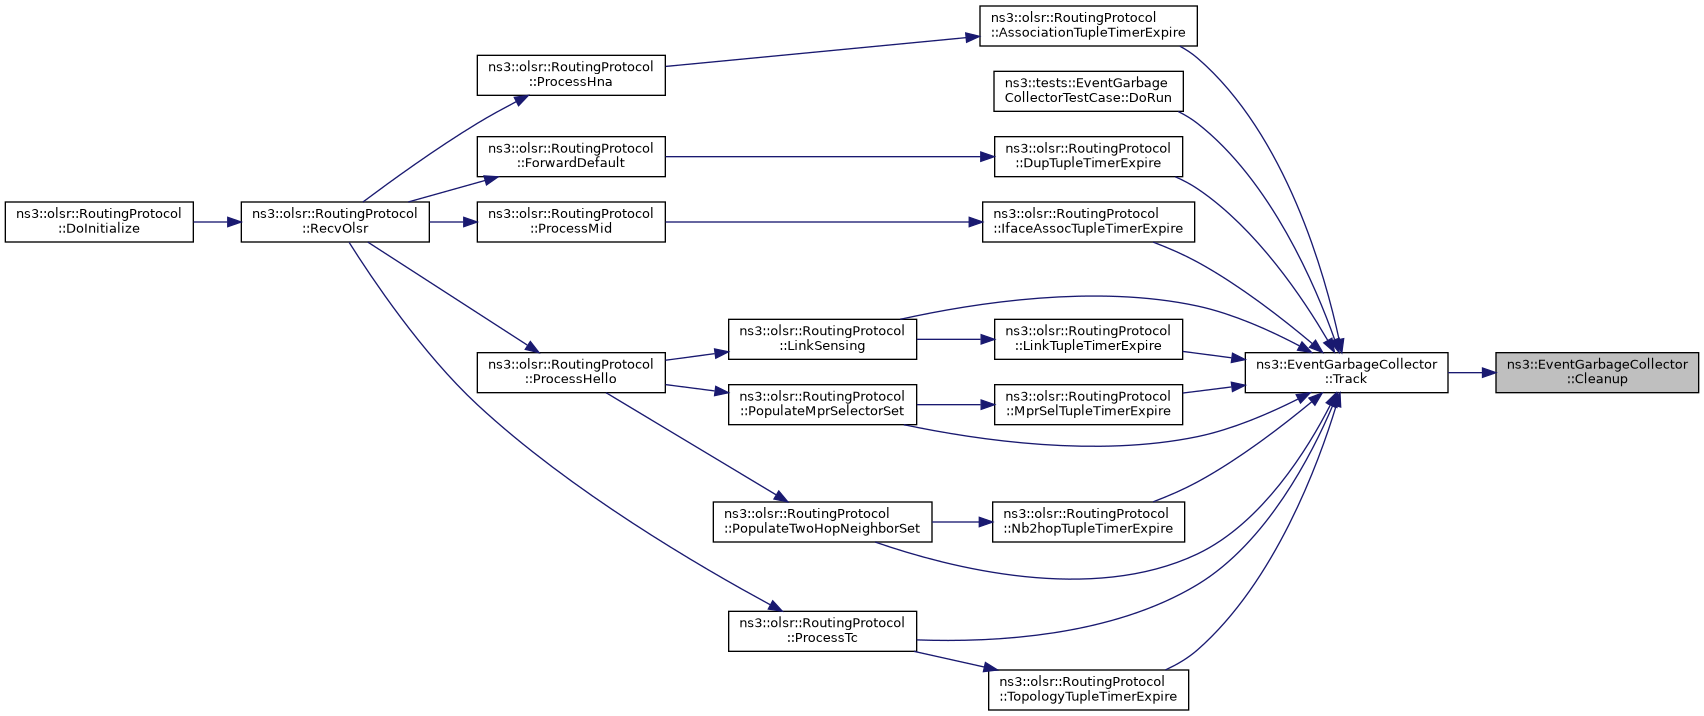 ns3::olsr::RoutingProtocol
::AssociationTupleTimerExpire
ns3::olsr::RoutingProtocol
::ProcessHna
ns3::tests::EventGarbage
CollectorTestCase::DoRun
ns3::olsr::RoutingProtocol
::ForwardDefault
ns3::olsr::RoutingProtocol
::DupTupleTimerExpire
ns3::olsr::RoutingProtocol
::DoInitialize
ns3::olsr::RoutingProtocol
::RecvOlsr
ns3::olsr::RoutingProtocol
::ProcessMid
ns3::olsr::RoutingProtocol
::IfaceAssocTupleTimerExpire
ns3::olsr::RoutingProtocol
::LinkSensing
ns3::olsr::RoutingProtocol
::LinkTupleTimerExpire
ns3::olsr::RoutingProtocol
::ProcessHello
ns3::EventGarbageCollector
::Track
ns3::EventGarbageCollector
::Cleanup
ns3::olsr::RoutingProtocol
::PopulateMprSelectorSet
ns3::olsr::RoutingProtocol
::MprSelTupleTimerExpire
ns3::olsr::RoutingProtocol
::PopulateTwoHopNeighborSet
ns3::olsr::RoutingProtocol
::Nb2hopTupleTimerExpire
ns3::olsr::RoutingProtocol
::ProcessTc
ns3::olsr::RoutingProtocol
::TopologyTupleTimerExpire